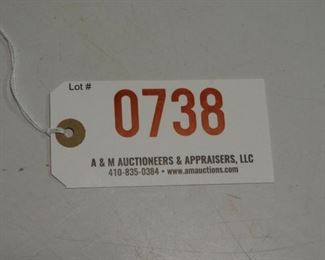 Lot #
0738
A & M AUCTIONEERS & APPRAISERS, LLC
410-835-0384 • www.amauctions.com